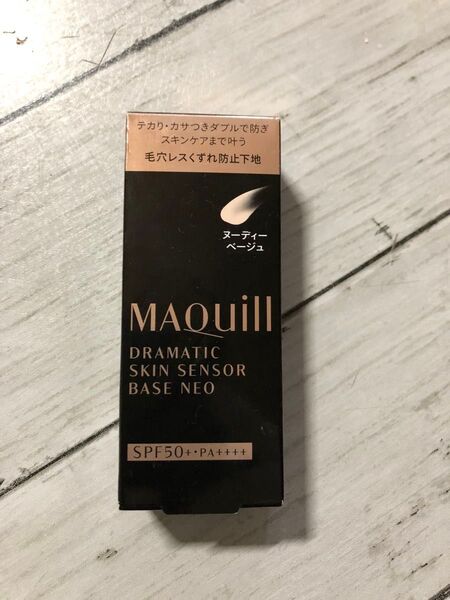 テカリ・カサつきダブルで防ぎ
スキンケアまで叶う
毛穴レスくずれ防止下地
ヌーディー
ベージュ
MAQuill
DRAMATIC
SKIN SENSOR
BASE NEO
SPF50+・PA++++